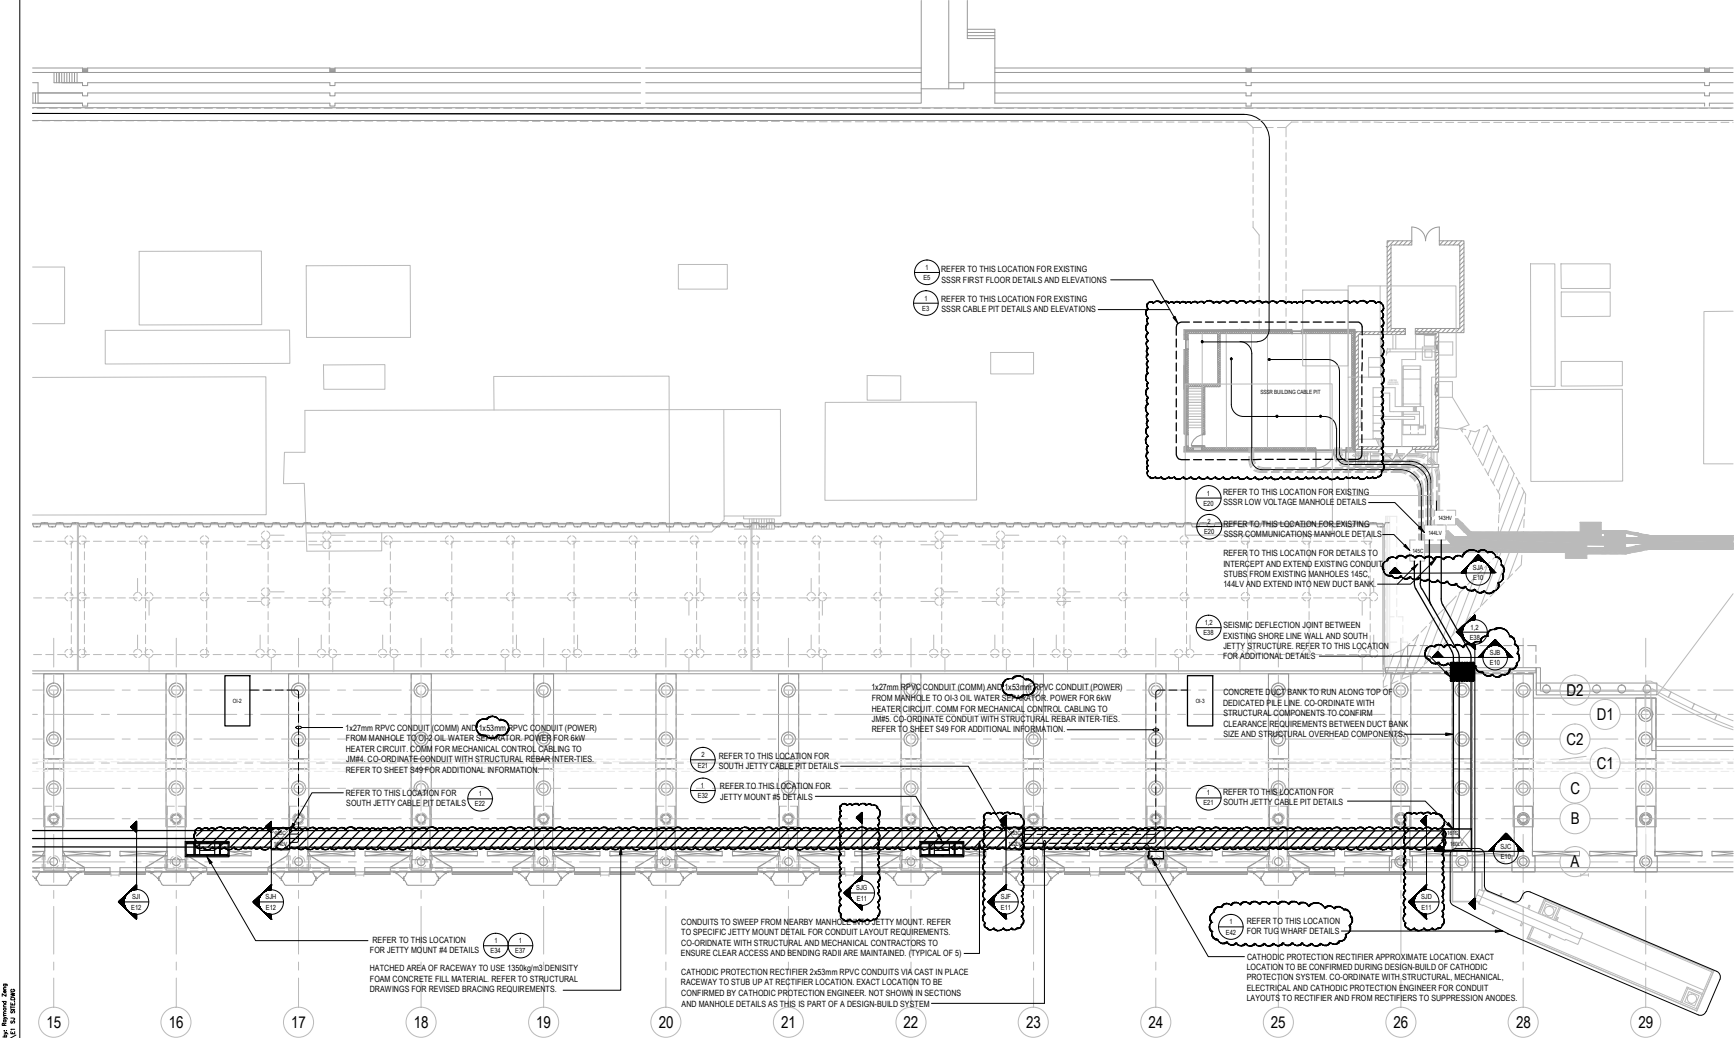 1
E5
REFER TO THIS LOCATION FOR EXISTING
SSSR FIRST FLOOR DETAILS AND ELEVATIONS
1
E3
REFER TO THIS LOCATION FOR EXISTING
SSSR CABLE PIT DETAILS AND ELEVATIONS
SSSR BUILDING CABLE PIT
1
E20
REFER TO THIS LOCATION FOR EXISTING
SSSR LOW VOLTAGE MANHOLE DETAILS
2
E20
REFER TO THIS LOCATION FOR EXISTING
SSSR COMMUNICATIONS MANHOLE DETAILS
143HV
144LV
145C
REFER TO THIS LOCATION FOR DETAILS TO
INTERCEPT AND EXTEND EXISTING CONDUIT
STUBS FROM EXISTING MANHOLES 145C,
144LV AND EXTEND INTO NEW DUCT BANK
SJA
E10
1,2
E38
SEISMIC DEFLECTION JOINT BETWEEN
EXISTING SHORE LINE WALL AND SOUTH
JETTY STRUCTURE. REFER TO THIS LOCATION
FOR ADDITIONAL DETAILS
1,2
E38
SJB
E10
OI-2
1x27mm RPVC CONDUIT (COMM) AND 1x53mm RPVC CONDUIT (POWER)
FROM MANHOLE TO OI-2 OIL WATER SEPARATOR. POWER FOR 6kW
HEATER CIRCUIT. COMM FOR MECHANICAL CONTROL CABLING TO
JM#4. CO-ORDINATE CONDUIT WITH STRUCTURAL REBAR INTER-TIES.
REFER TO SHEET S49 FOR ADDITIONAL INFORMATION.
REFER TO THIS LOCATION FOR
SOUTH JETTY CABLE PIT DETAILS
1
E22
1x27mm RPVC CONDUIT (COMM) AND 1x53mm RPVC CONDUIT (POWER)
FROM MANHOLE TO OI-3 OIL WATER SEPARATOR. POWER FOR 6kW
HEATER CIRCUIT. COMM FOR MECHANICAL CONTROL CABLING TO
JM#5. CO-ORDINATE CONDUIT WITH STRUCTURAL REBAR INTER-TIES.
REFER TO SHEET S49 FOR ADDITIONAL INFORMATION.
OI-3
CONCRETE DUCT BANK TO RUN ALONG TOP OF
DEDICATED PILE LINE. CO-ORDINATE WITH
STRUCTURAL COMPONENTS TO CONFIRM
CLEARANCE REQUIREMENTS BETWEEN DUCT BANK
SIZE AND STRUCTURAL OVERHEAD COMPONENTS.
2
E21
REFER TO THIS LOCATION FOR
SOUTH JETTY CABLE PIT DETAILS
1
E32
REFER TO THIS LOCATION FOR
JETTY MOUNT #5 DETAILS
1
E21
REFER TO THIS LOCATION FOR
SOUTH JETTY CABLE PIT DETAILS
D2
D1
C2
C1
C
B
A
SJI
E12
SJH
E12
SJG
E11
SJF
E11
SJD
E11
SJC
E10
REFER TO THIS LOCATION
FOR JETTY MOUNT #4 DETAILS
1
E34
1
E37
HATCHED AREA OF RACEWAY TO USE 1350kg/m3 DENISITY
FOAM CONCRETE FILL MATERIAL. REFER TO STRUCTURAL
DRAWINGS FOR REVISED BRACING REQUIREMENTS.
CONDUITS TO SWEEP FROM NEARBY MANHOLE INTO JETTY MOUNT. REFER
TO SPECIFIC JETTY MOUNT DETAIL FOR CONDUIT LAYOUT REQUIREMENTS.
CO-ORIDNATE WITH STRUCTURAL AND MECHANICAL CONTRACTORS TO
ENSURE CLEAR ACCESS AND BENDING RADII ARE MAINTAINED. (TYPICAL OF 5)
CATHODIC PROTECTION RECTIFIER 2x53mm RPVC CONDUITS VIA CAST IN PLACE
RACEWAY TO STUB UP AT RECTIFIER LOCATION. EXACT LOCATION TO BE
CONFIRMED BY CATHODIC PROTECTION ENGINEER. NOT SHOWN IN SECTIONS
AND MANHOLE DETAILS AS THIS IS PART OF A DESIGN-BUILD SYSTEM
1
E42
REFER TO THIS LOCATION
FOR TUG WHARF DETAILS
CATHODIC PROTECTION RECTIFIER APPROXIMATE LOCATION. EXACT
LOCATION TO BE CONFIRMED DURING DESIGN-BUILD OF CATHODIC
PROTECTION SYSTEM. CO-ORDINATE WITH STRUCTURAL, MECHANICAL,
ELECTRICAL AND CATHODIC PROTECTION ENGINEER FOR CONDUIT
LAYOUTS TO RECTIFIER AND FROM RECTIFIERS TO SUPPRESSION ANODES.
15
16
17
18
19
20
21
22
23
24
25
26
28
29
by: Raymond Zeng